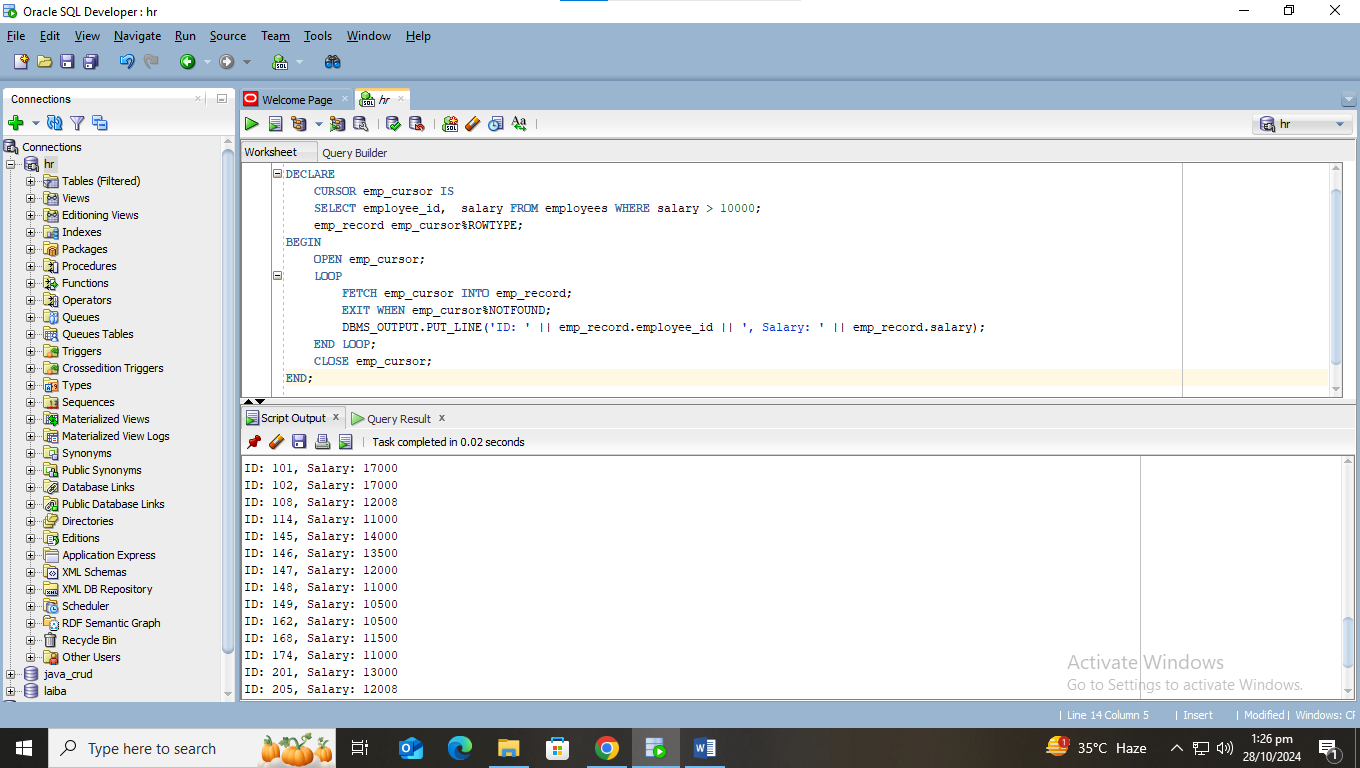 Oracle SQL Developer : hr
File Edit View Navigate Run Source Team Tools Window Help
Connections
Welcome Page
hr
hr
Worksheet Query Builder
Connections
hr
Tables (Filtered)
Views
Editioning Views
Indexes
Packages
Procedures
Functions
Operators
Queues
Queues Tables
Triggers
Crossedition Triggers
Types
Sequences
Materialized Views
Materialized View Logs
Synonyms
Public Synonyms
Database Links
Public Database Links
Directories
Editions
Application Express
XML Schemas
XML DB Repository
Scheduler
RDF Semantic Graph
Recycle Bin
Other Users
java_crud
laiba
DECLARE
CURSOR emp_cursor IS
SELECT employee_id,  salary FROM employees WHERE salary > 10000;
emp_record emp_cursor%ROWTYPE;
BEGIN
OPEN emp_cursor;
LOOP
FETCH emp_cursor INTO emp_record;
EXIT WHEN emp_cursor%NOTFOUND;
DBMS_OUTPUT.PUT_LINE('ID: ' || emp_record.employee_id || ', Salary: ' || emp_record.salary);
END LOOP;
CLOSE emp_cursor;
END;
Script Output x Query Result x
Task completed in 0.02 seconds
ID: 101, Salary: 17000
ID: 102, Salary: 17000
ID: 108, Salary: 12008
ID: 114, Salary: 11000
ID: 145, Salary: 14000
ID: 146, Salary: 13500
ID: 147, Salary: 12000
ID: 148, Salary: 11000
ID: 149, Salary: 10500
ID: 162, Salary: 10500
ID: 168, Salary: 11500
ID: 174, Salary: 11000
ID: 201, Salary: 13000
ID: 205, Salary: 12008
Activate Windows
Go to Settings to activate Windows.
| Line 14 Column 5 | Insert | Modified | Windows: CF
Type here to search
1
35°C Haze
1:26 pm
28/10/2024
1